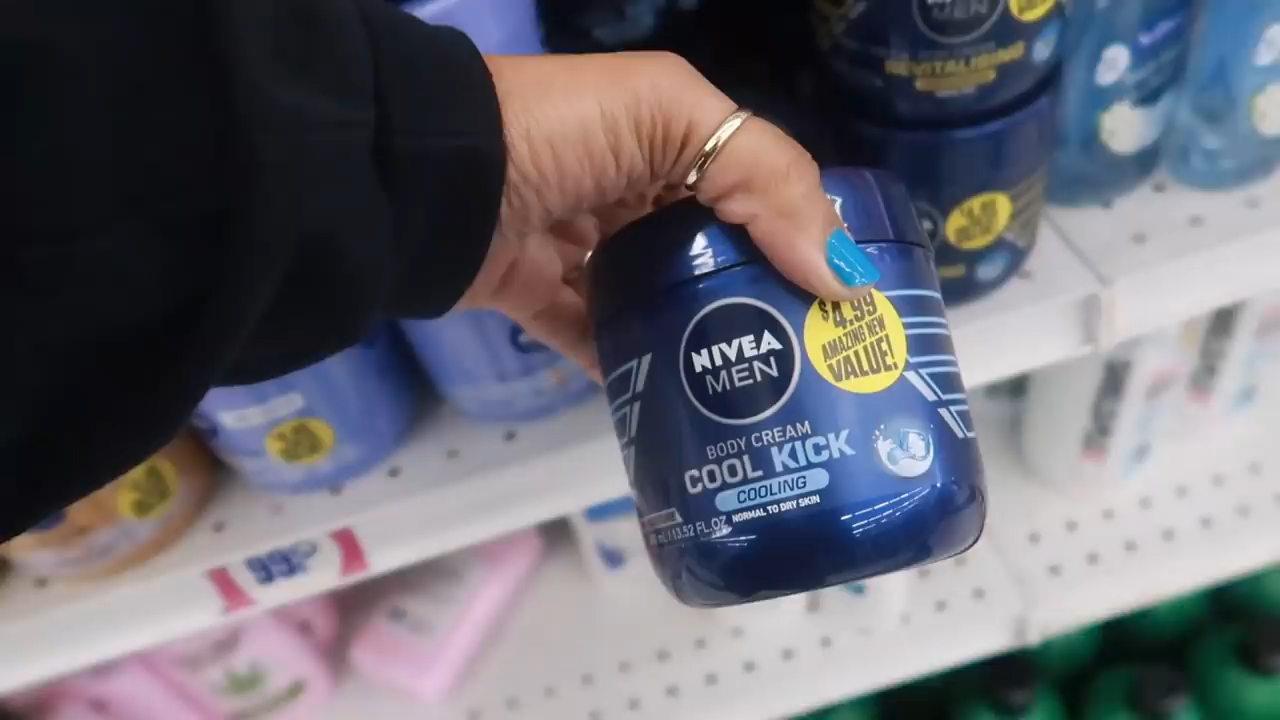 MEN
REVITALISING
$4.99
AMAZING NEW
VALUE!
NIVEA
MEN
BODY CREAM
COOL KICK
COOLING
NORMAL TO DRY SKIN
13.52 FL.OZ
99¢